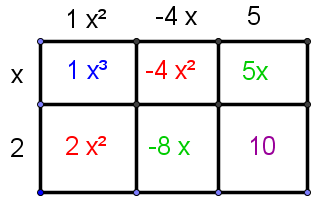 1 x² -4 x 5
x 1 x³ -4 x² 5x
2 2 x² -8 x 10